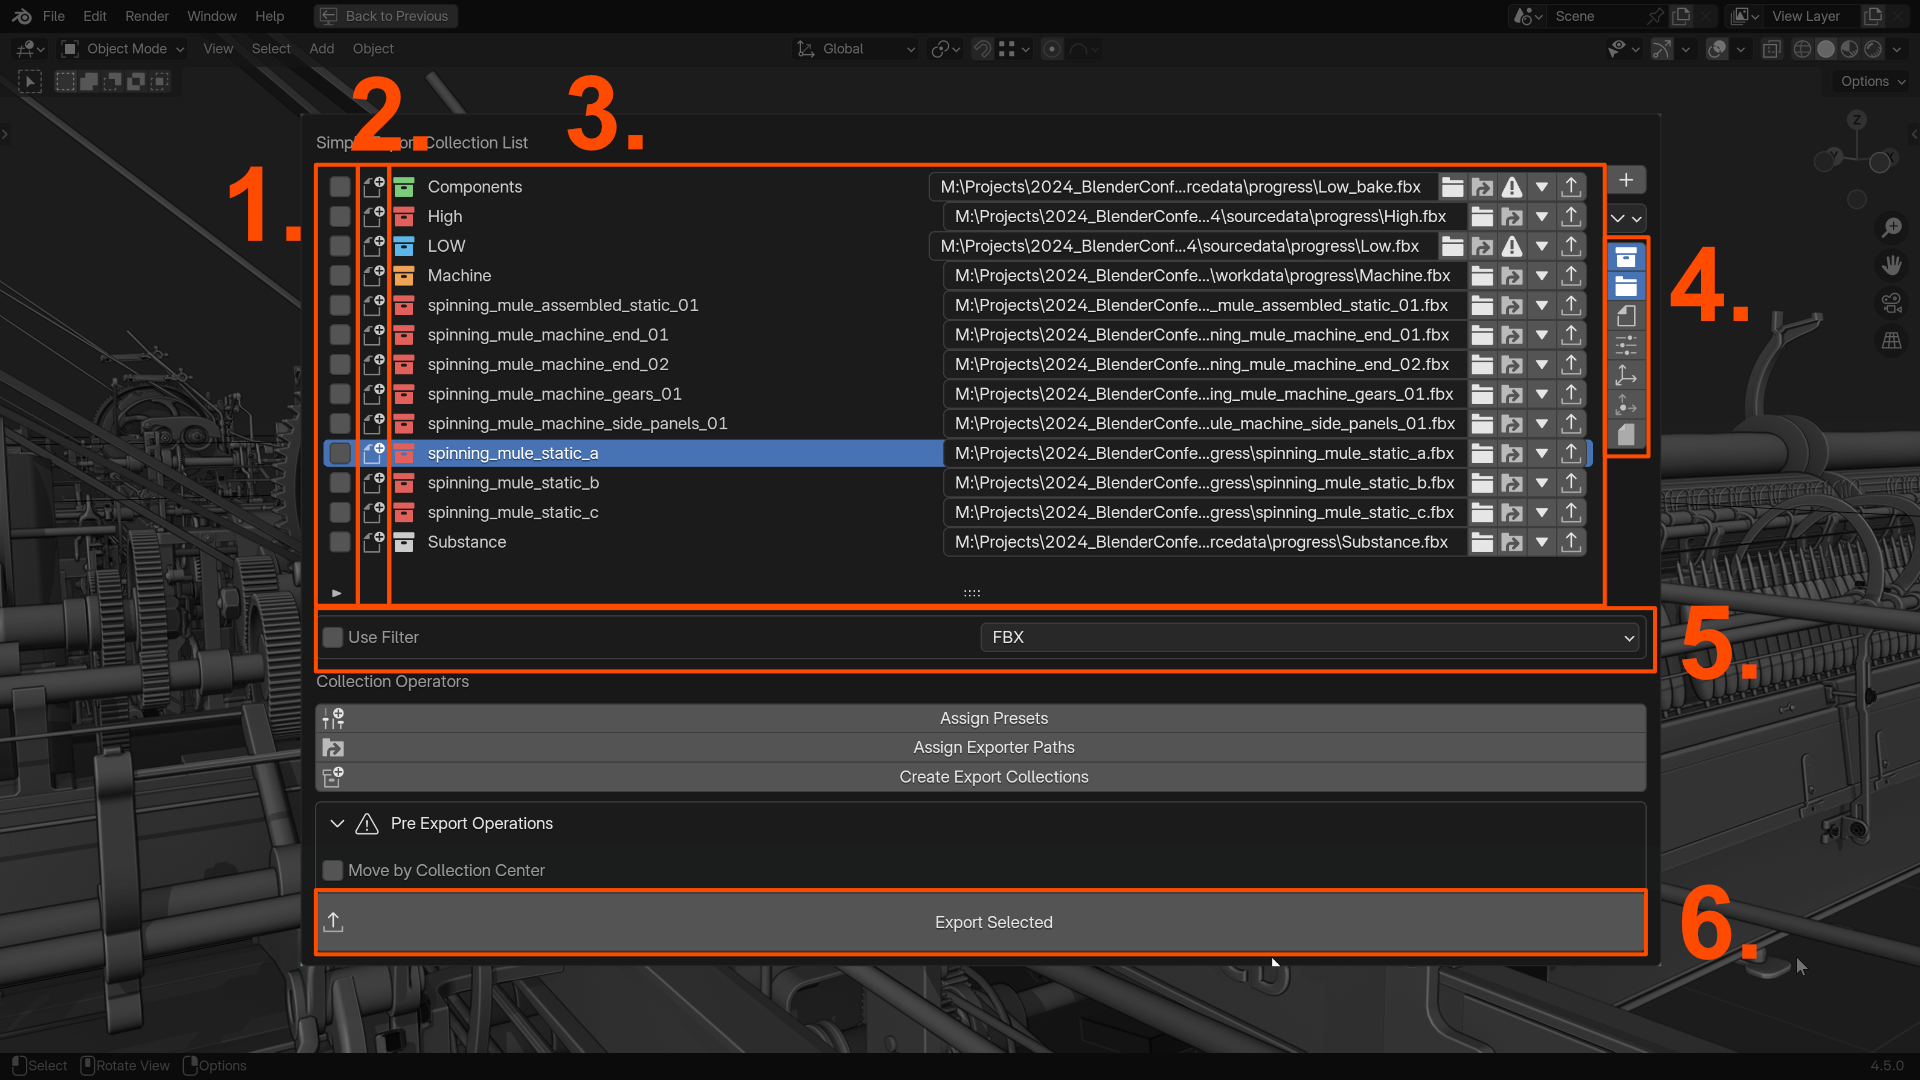 File Edit Render Window Help Back to Previous Scene View Layer
Object Mode View Select Add Object Global
Options
2. 3.
Z
Collection List
1.
Components M:\Projects\2024_BlenderConf...rcedata\progress\Low_bake.fbx
High M:\Projects\2024_BlenderConfe...4\sourcedata\progress\High.fbx
LOW M:\Projects\2024_BlenderConf...4\sourcedata\progress\Low.fbx
Machine M:\Projects\2024_BlenderConfe...\workdata\progress\Machine.fbx
4.
spinning_mule_assembled_static_01 M:\Projects\2024_BlenderConfe..._mule_assembled_static_01.fbx
spinning_mule_machine_end_01 M:\Projects\2024_BlenderConfe...ning_mule_machine_end_01.fbx
spinning_mule_machine_end_02 M:\Projects\2024_BlenderConfe...ning_mule_machine_end_02.fbx
spinning_mule_machine_gears_01 M:\Projects\2024_BlenderConfe...ing_mule_machine_gears_01.fbx
spinning_mule_machine_side_panels_01 M:\Projects\2024_BlenderConfe...ule_machine_side_panels_01.fbx
spinning_mule_static_a M:\Projects\2024_BlenderConfe...gress\spinning_mule_static_a.fbx
spinning_mule_static_b M:\Projects\2024_BlenderConfe...gress\spinning_mule_static_b.fbx
spinning_mule_static_c M:\Projects\2024_BlenderConfe...gress\spinning_mule_static_c.fbx
Substance M:\Projects\2024_BlenderConfe...rcedata\progress\Substance.fbx
Use Filter FBX
5.
Collection Operators
Assign Presets
Assign Exporter Paths
Create Export Collections
Pre Export Operations
Move by Collection Center
Export Selected
6.
Select Rotate View Options 4.5.0